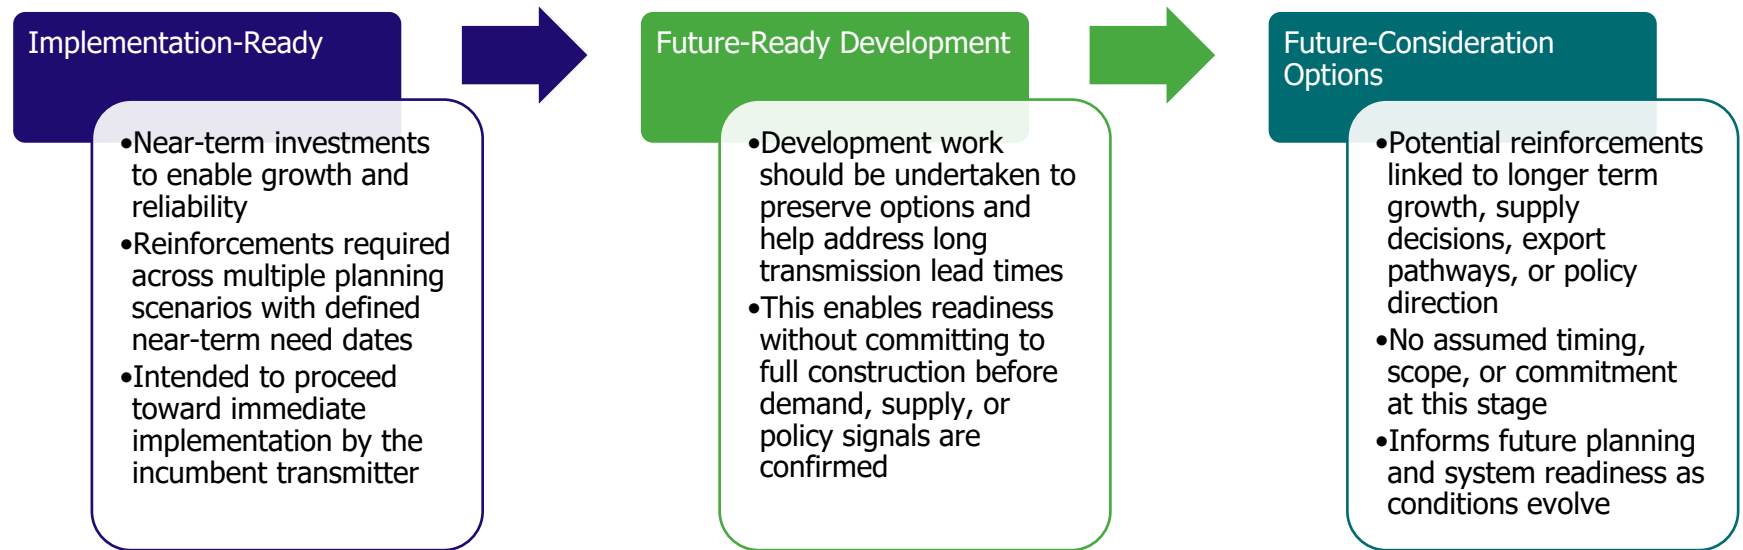 Implementation-Ready
•Near-term investments
to enable growth and
reliability
•Reinforcements required
across multiple planning
scenarios with defined
near-term need dates
•Intended to proceed
toward immediate
implementation by the
incumbent transmitter
Future-Ready Development
•Development work
should be undertaken to
preserve options and
help address long
transmission lead times
•This enables readiness
without committing to
full construction before
demand, supply, or
policy signals are
confirmed
Future-Consideration
Options
•Potential reinforcements
linked to longer term
growth, supply
decisions, export
pathways, or policy
direction
•No assumed timing,
scope, or commitment
at this stage
•Informs future planning
and system readiness as
conditions evolve